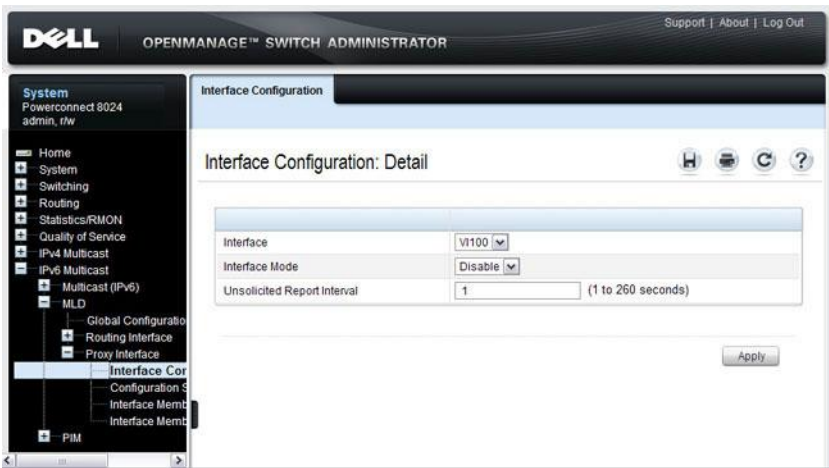 Support | About | Log Out
DELL
OPENMANAGE™ SWITCH ADMINISTRATOR
System
Powerconnect 8024
admin, r/w
Home
System
Switching
Routing
Statistics/RMON
Quality of Service
IPv4 Multicast
IPv6 Multicast
Multicast (IPv6)
MLD
Global Configuratio
Routing Interface
Proxy Interface
Interface Cor
Configuration S
Interface Memb
Interface Memb
PIM
Interface Configuration
Interface Configuration: Detail
Interface
Vl100
Interface Mode
Disable
Unsolicited Report Interval
1
(1 to 260 seconds)
Apply